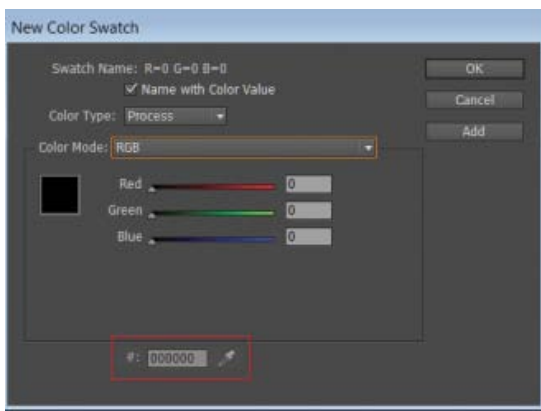 New Color Swatch
Swatch Name: R=0 G=0 B=0
Name with Color Value
Color Type: Process
Color Mode: RGB
Red 0
Green 0
Blue 0
#: 000000
OK
Cancel
Add